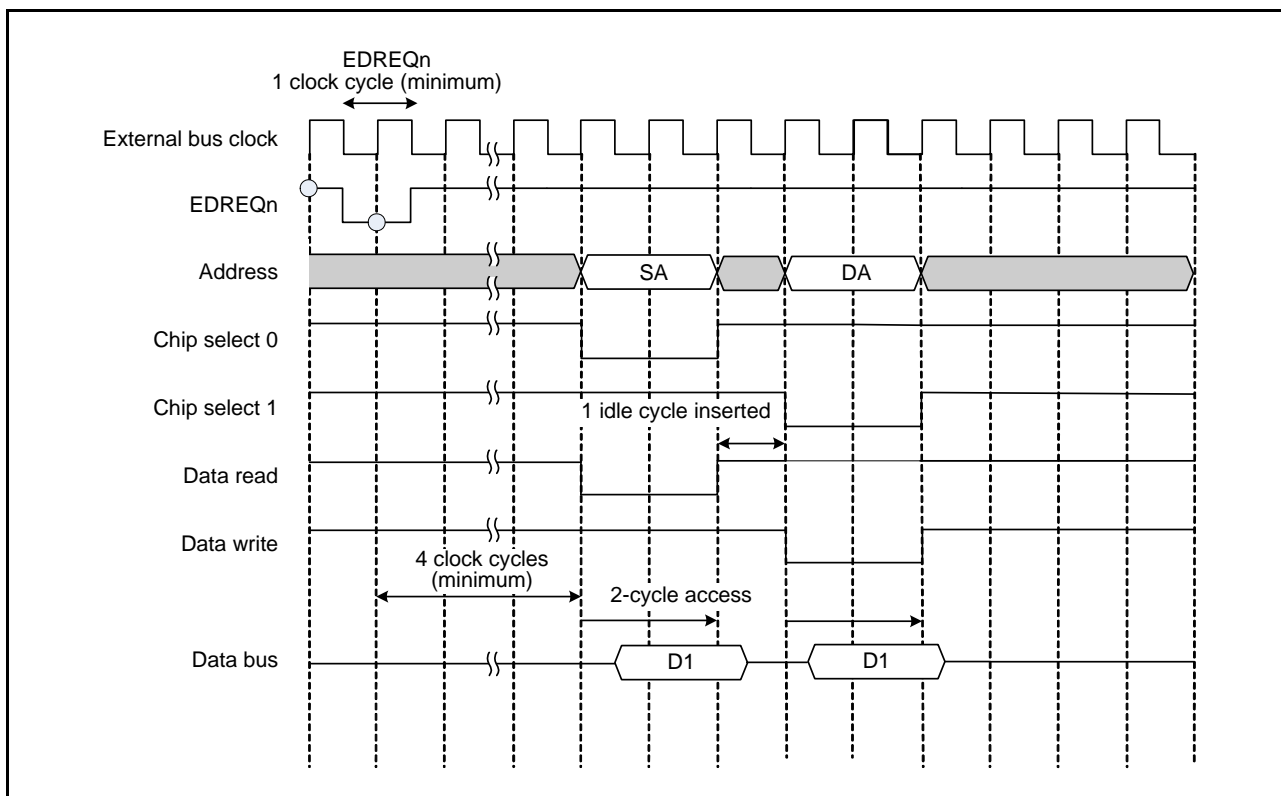 EDREQn
1 clock cycle (minimum)
External bus clock
EDREQn
Address
SA
DA
Chip select 0
Chip select 1
1 idle cycle inserted
Data read
Data write
4 clock cycles
(minimum)
2-cycle access
Data bus
D1
D1